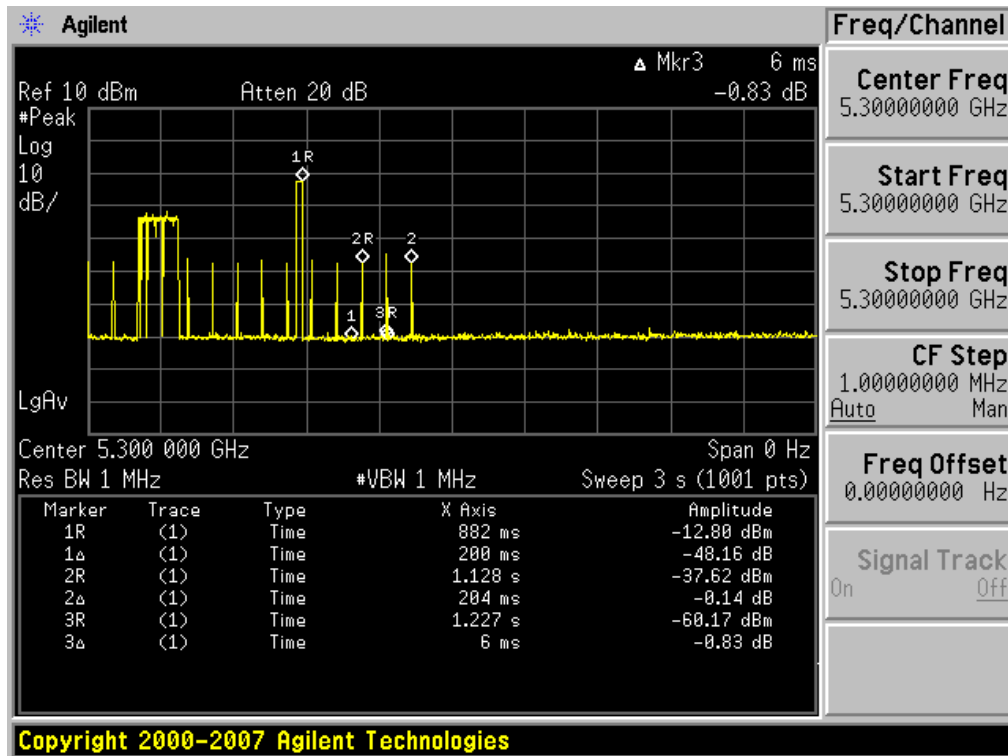 Agilent
Freq/Channel
Δ Mkr3 6 ms
Ref 10 dBm Atten 20 dB -0.83 dB
#Peak
Log
10
dB/
1R
2R
2
1
3R
LgAv
Center 5.300 000 GHz Span 0 Hz
Res BW 1 MHz #VBW 1 MHz Sweep 3 s (1001 pts)
Marker Trace Type X Axis Amplitude
1R (1) Time 882 ms -12.80 dBm
1Δ (1) Time 200 ms -48.16 dB
2R (1) Time 1.128 s -37.62 dBm
2Δ (1) Time 204 ms -0.14 dB
3R (1) Time 1.227 s -60.17 dBm
3Δ (1) Time 6 ms -0.83 dB
Center Freq
5.30000000 GHz
Start Freq
5.30000000 GHz
Stop Freq
5.30000000 GHz
CF Step
1.00000000 MHz
Auto Man
Freq Offset
0.00000000 Hz
Signal Track
On Off
Copyright 2000-2007 Agilent Technologies